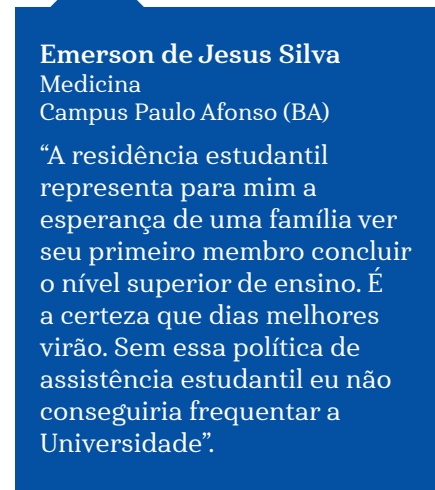 Emerson de Jesus Silva
Medicina
Campus Paulo Afonso (BA)
“A residência estudantil
representa para mim a
esperança de uma família ver
seu primeiro membro concluir
o nível superior de ensino. É
a certeza que dias melhores
virão. Sem essa política de
assistência estudantil eu não
conseguiria frequentar a
Universidade”.